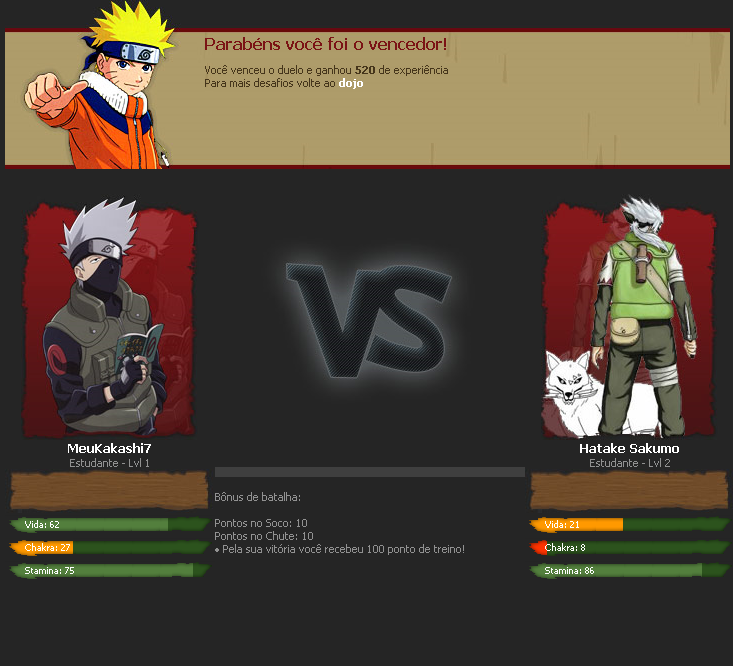 Parabéns você foi o vencedor!
Você venceu o duelo e ganhou 520 de experiência
Para mais desafios volte ao dojo
VS
MeuKakashi7
Estudante - Lvl 1
Vida: 62
Chakra: 27
Stamina: 75
Bônus de batalha:
Pontos no Soco: 10
Pontos no Chute: 10
• Pela sua vitória você recebeu 100 ponto de treino!
Hatake Sakumo
Estudante - Lvl 2
Vida: 21
Chakra: 8
Stamina: 86